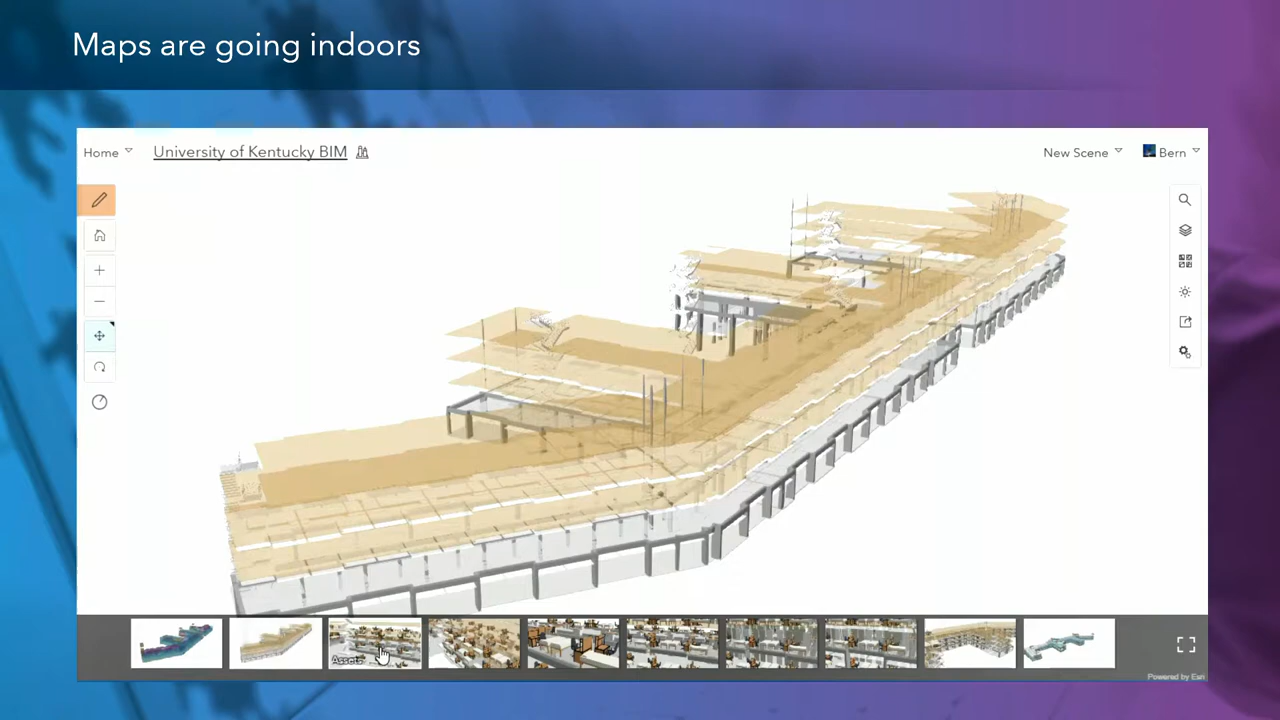 Maps are going indoors
Home
University of Kentucky BIM
New Scene
Bern
Assets
Powered by Esri